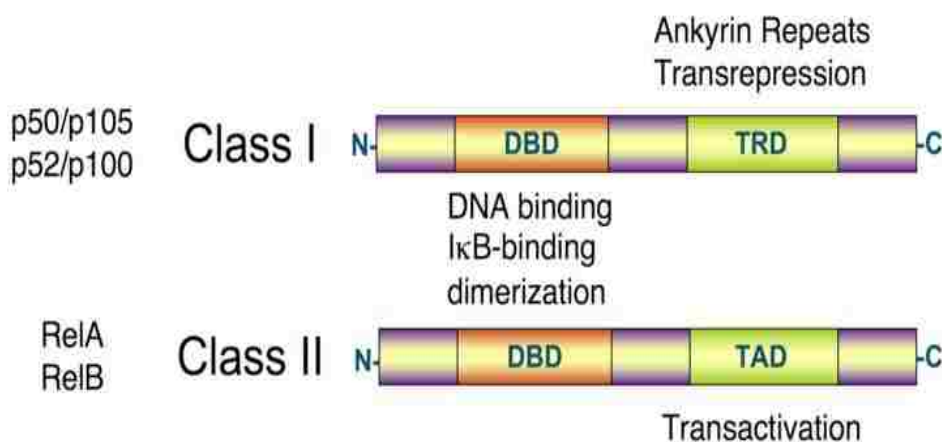 Ankyrin Repeats
Transrepression
p50/p105
p52/p100
Class I
N- DBD TRD -C
DNA binding
IκB-binding
dimerization
RelA
RelB
Class II
N- DBD TAD -C
Transactivation